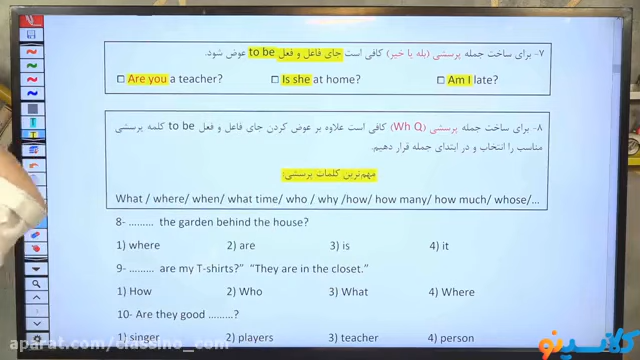 ۷- برای ساخت جمله پرسشی (بله یا خیر) کافی است جای فاعل و فعل to be عوض شود.
☐ Are you a teacher? ☐ Is she at home? ☐ Am I late?
۸- برای ساخت جمله پرسشی (Wh Q) کافی است علاوه بر عوض کردن جای فاعل و فعل to be کلمه پرسشی
مناسب را انتخاب و در ابتدای جمله قرار دهیم.
مهم‌ترین کلمات پرسشی:
What / where/ when/ what time/ who / why /how/ how many/ how much/ whose/...
8- ......... the garden behind the house?
1) where 2) are 3) is 4) it
9- ......... are my T-shirts?” “They are in the closet.”
1) How 2) Who 3) What 4) Where
10- Are they good .........?
1) singer 2) players 3) teacher 4) person
aparat.com/classino_com
کلاسینو